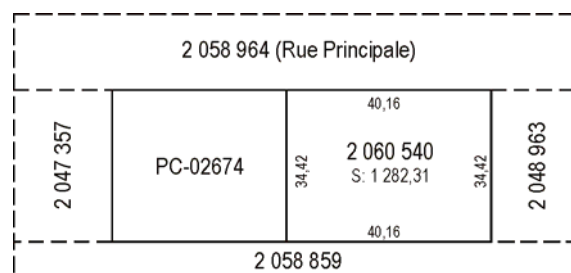 2 058 964 (Rue Principale)
40,16
2 047 357
PC-02674
34,42
2 060 540
S: 1 282,31
34,42
2 048 963
40,16
2 058 859